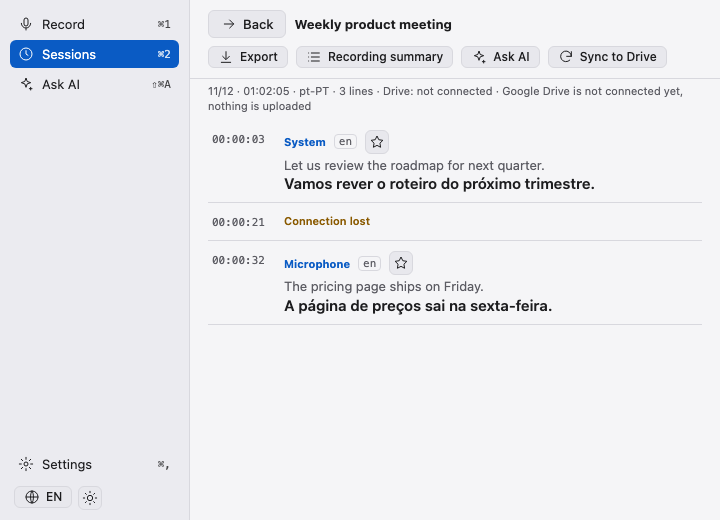 Record ⌘1
Sessions ⌘2
Ask AI ⇧⌘A
Settings ⌘,
EN
Back
Weekly product meeting
Export
Recording summary
Ask AI
Sync to Drive
11/12 · 01:02:05 · pt-PT · 3 lines · Drive: not connected · Google Drive is not connected yet,
nothing is uploaded
00:00:03 System en
Let us review the roadmap for next quarter.
Vamos rever o roteiro do próximo trimestre.
00:00:21 Connection lost
00:00:32 Microphone en
The pricing page ships on Friday.
A página de preços sai na sexta-feira.